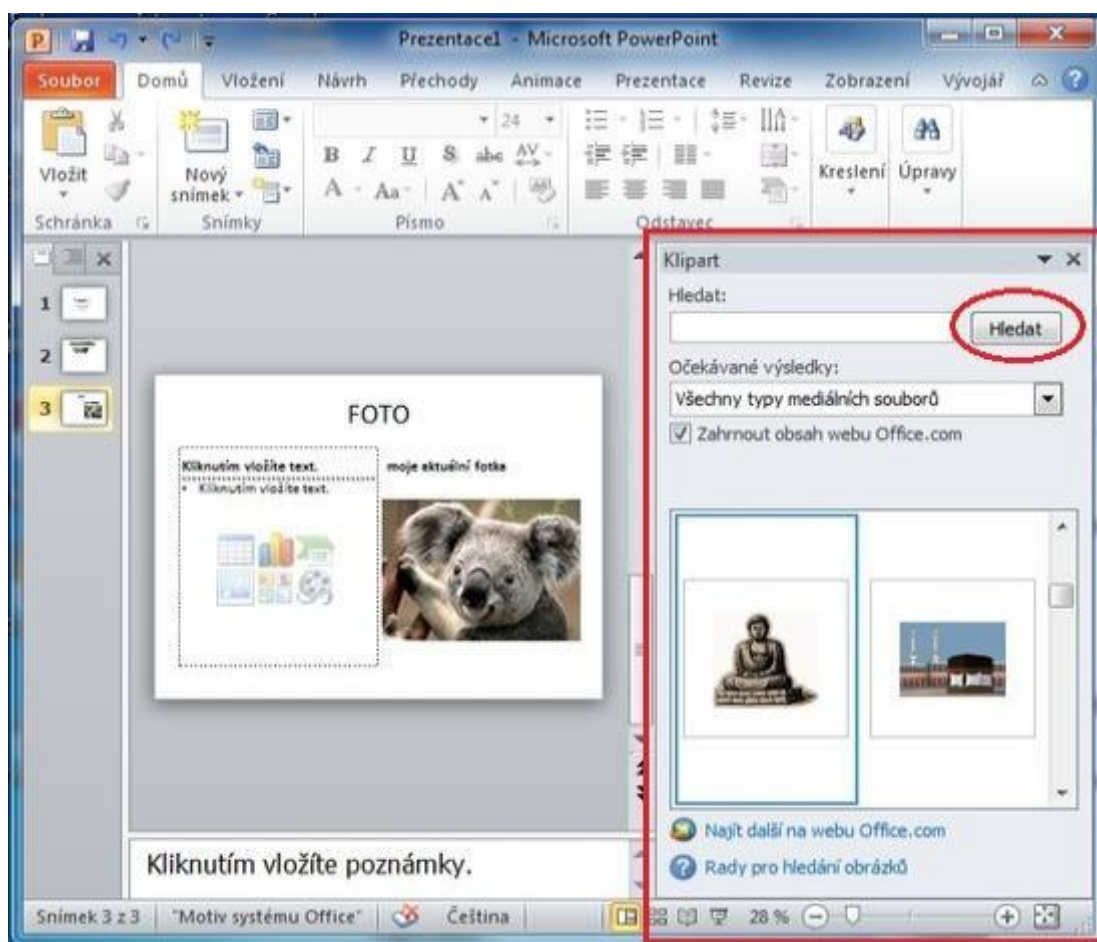 Prezentace1 - Microsoft PowerPoint
Soubor Domů Vložení Návrh Přechody Animace Prezentace Revize Zobrazení Vývojář
24
B I U S abc AV
A Aa A A
Vložit
Nový snímek
Kreslení
Úpravy
Schránka Snímky Písmo Odstavec
1
2
3
FOTO
Kliknutím vložíte text.
• Kliknutím vložíte text.
moje aktuélní fotka
Kliknutím vložíte poznámky.
Klipart
Hledat:
Hledat
Očekávané výsledky:
Všechny typy mediálních souborů
Zahrnout obsah webu Office.com
Najít další na webu Office.com
Rady pro hledání obrázků
Snímek 3 z 3 "Motiv systému Office" Čeština 28 %